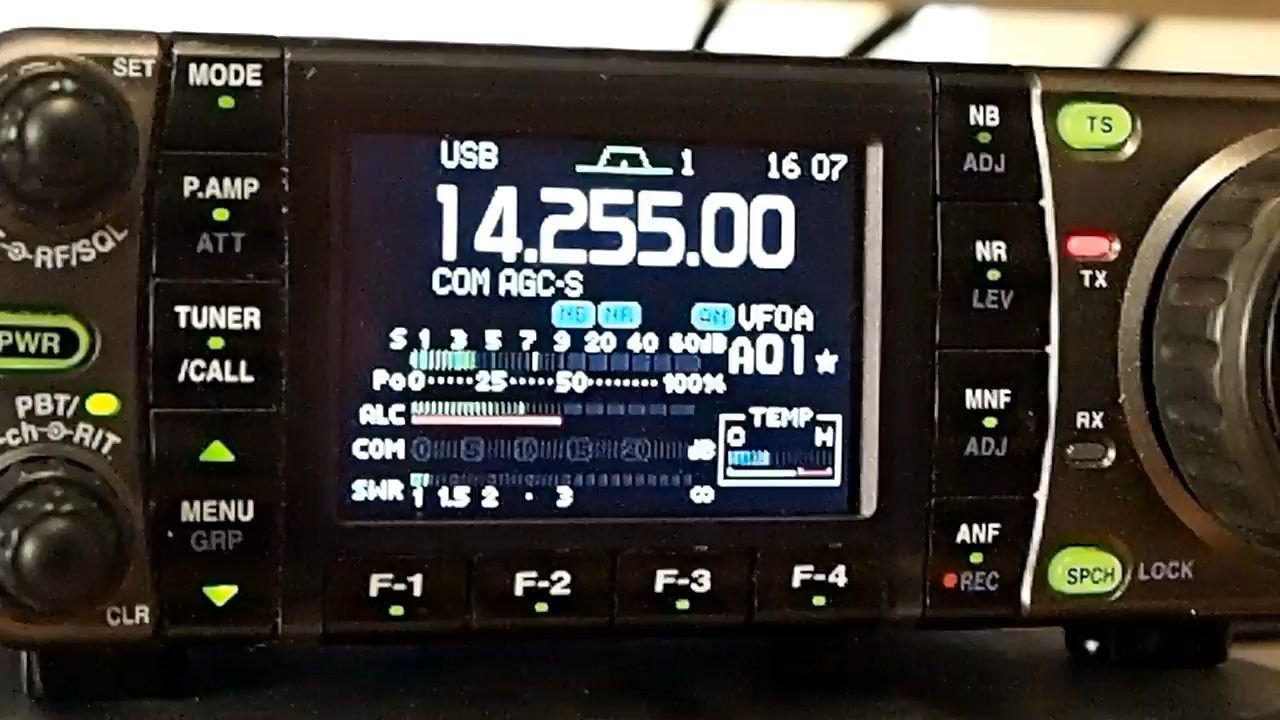 SET
MODE
P.AMP
ATT
RF/SQL
PWR
TUNER
/CALL
PBT/
-ch
RIT
MENU
GRP
CLR
USB 1 16 07
14.255.00
COM AGC-S
NB NR AN VFOA
S 1 3 5 7 9 20 40 60dB
A01★
Po 0 25 50 100%
ALC
TEMP
C H
COM 0 5 10 15 20 dB
SWR 1 1.5 2 · 3 ∞
F-1 F-2 F-3 F-4
NB
ADJ
NR
LEV
MNF
ADJ
ANF
REC
TS
TX
RX
SPCH LOCK